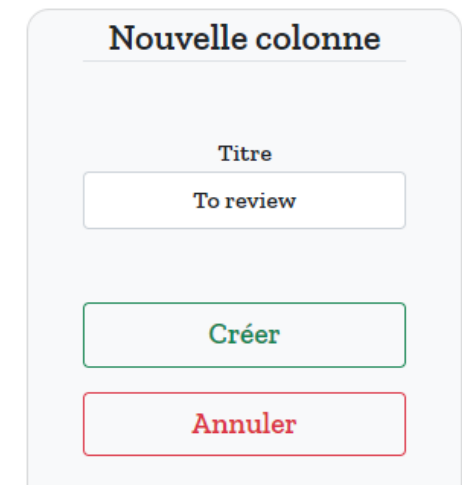 Nouvelle colonne
Titre
To review
Créer
Annuler